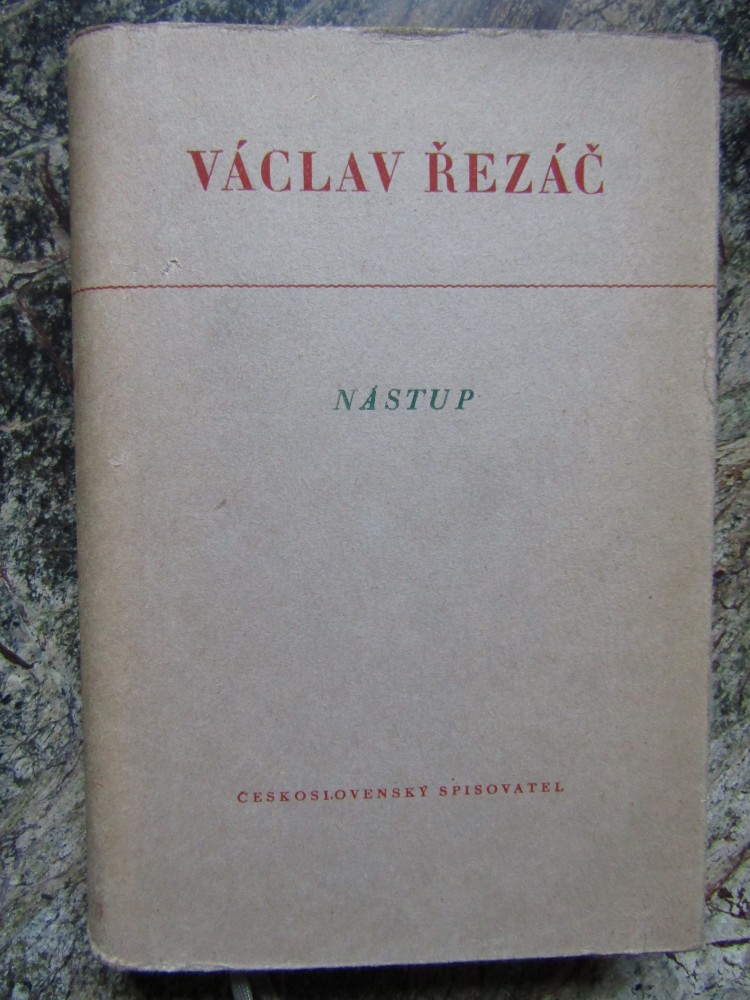 VÁCLAV ŘEZÁČ
NÁSTUP
ČESKOSLOVENSKÝ SPISOVATEL